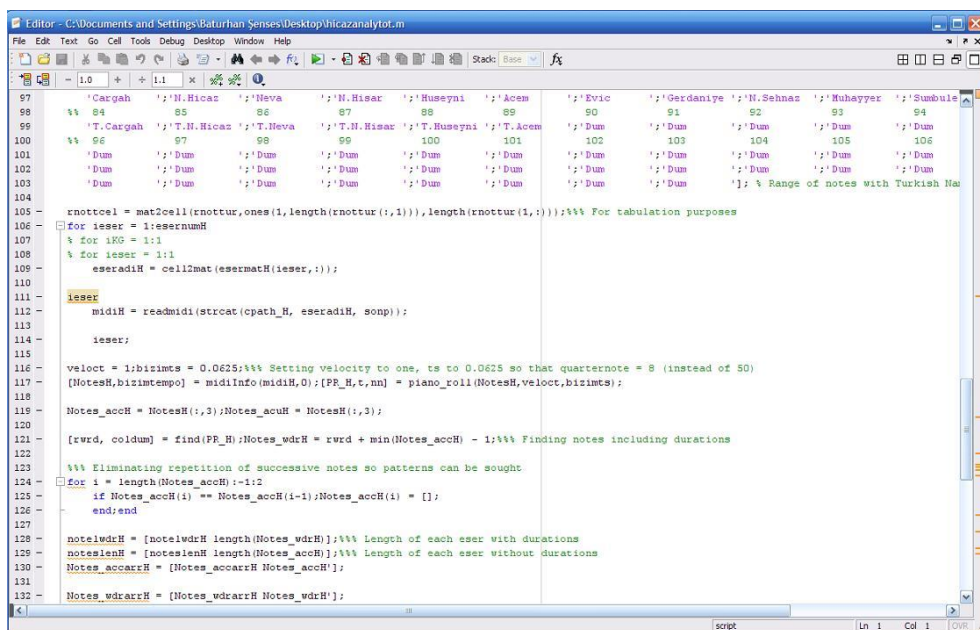 Editor - C:\Documents and Settings\Baturhan Şenses\Desktop\hicazanalytot.m
File Edit Text Go Cell Tools Debug Desktop Window Help
Stack: Base fx
- 1.0 + ÷ 1.1 ×
97 'Cargah ';'N.Hicaz ';'Neva ';'N.Hisar ';'Huseyni ';'Acem ';'Evic ';'Gerdaniye ';'N.Sehnaz ';'Muhayyer ';'Sumbule
98 %% 84 85 86 87 88 89 90 91 92 93 94
99 'T.Cargah ';'T.N.Hicaz ';'T.Neva ';'T.N.Hisar ';'T.Huseyni ';'T.Acem ';'Dum ';'Dum ';'Dum ';'Dum ';'Dum
100 %% 96 97 98 99 100 101 102 103 104 105 106
101 'Dum ';'Dum ';'Dum ';'Dum ';'Dum ';'Dum ';'Dum ';'Dum ';'Dum ';'Dum ';'Dum
102 'Dum ';'Dum ';'Dum ';'Dum ';'Dum ';'Dum ';'Dum ';'Dum ';'Dum ';'Dum ';'Dum
103 'Dum ';'Dum ';'Dum ';'Dum ';'Dum ';'Dum ';'Dum ';'Dum ']; % Range of notes with Turkish
104
105 - rnottcel = mat2cell(rnottur,ones(1,length(rnottur(:,1))),length(rnottur(1,:)));%%% For tabulation purposes
106 - for ieser = 1:esernumH
107 % for iKG = 1:1
108 % for ieser = 1:1
109 - eseradiH = cell2mat(esermatH(ieser,:));
110
111 - ieser
112 - midiH = readmidi(strcat(cpath_H, eseradiH, sonp));
113
114 - ieser;
115
116 - veloct = 1;bizimts = 0.0625;%%% Setting velocity to one, ts to 0.0625 so that quarternote = 8 (instead of 50)
117 - [NotesH,bizimtempo] = midiInfo(midiH,0);[PR_H,t,nn] = piano_roll(NotesH,veloct,bizimts);
118
119 - Notes_accH = NotesH(:,3);Notes_acuH = NotesH(:,3);
120
121 - [rwrd, coldum] = find(PR_H);Notes_wdrH = rwrd + min(Notes_accH) - 1;%%% Finding notes including durations
122
123 %%% Eliminating repetition of successive notes so patterns can be sought
124 - for i = length(Notes_accH):-1:2
125 - if Notes_accH(i) == Notes_accH(i-1);Notes_accH(i) = [];
126 - end;end
127
128 - notelwdrH = [notelwdrH length(Notes_wdrH)];%%% Length of each eser with durations
129 - noteslenH = [noteslenH length(Notes_accH)];%%% Length of each eser without durations
130 - Notes_accarrH = [Notes_accarrH Notes_accH'];
131
132 - Notes_wdrarrH = [Notes_wdrarrH Notes_wdrH'];
script Ln 1 Col 1 OVR